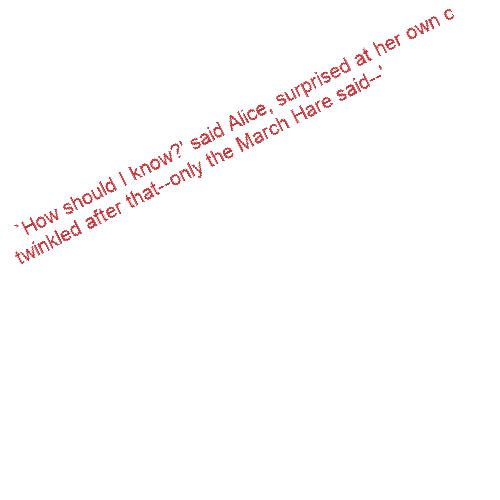 `How should I know?' said Alice, surprised at her own c
twinkled after that--only the March Hare said--'